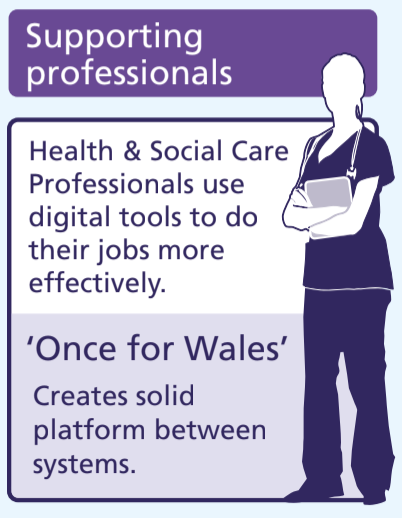 Supporting
professionals
Health & Social Care
Professionals use
digital tools to do
their jobs more
effectively.
‘Once for Wales’
Creates solid
platform between
systems.